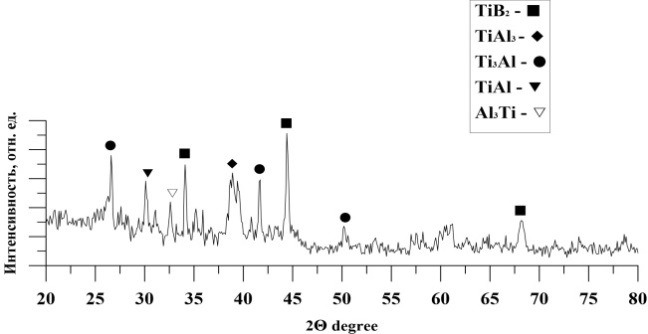 TiB₂ - ■
TiAl₃ - ◆
Ti₃Al - ●
TiAl - ▼
Al₃Ti - ▽
Интенсивность, отн. ед.
20 25 30 35 40 45 50 55 60 65 70 75 80
2Θ degree